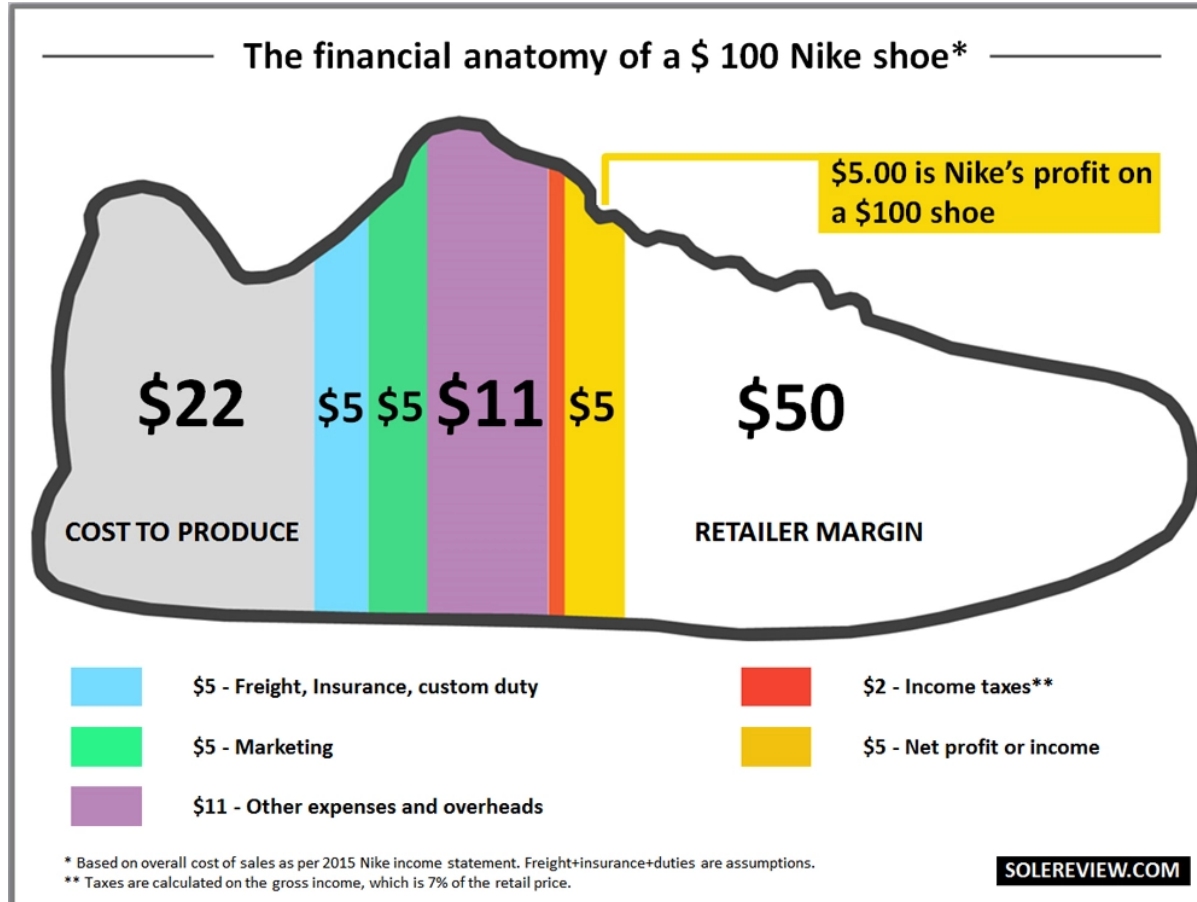 The financial anatomy of a $ 100 Nike shoe*
$5.00 is Nike's profit on
a $100 shoe
$22
$5
$5
$11
$5
$50
COST TO PRODUCE
RETAILER MARGIN
$5 - Freight, Insurance, custom duty
$2 - Income taxes**
$5 - Marketing
$5 - Net profit or income
$11 - Other expenses and overheads
* Based on overall cost of sales as per 2015 Nike income statement. Freight+insurance+duties are assumptions.
** Taxes are calculated on the gross income, which is 7% of the retail price.
SOLEREVIEW.COM